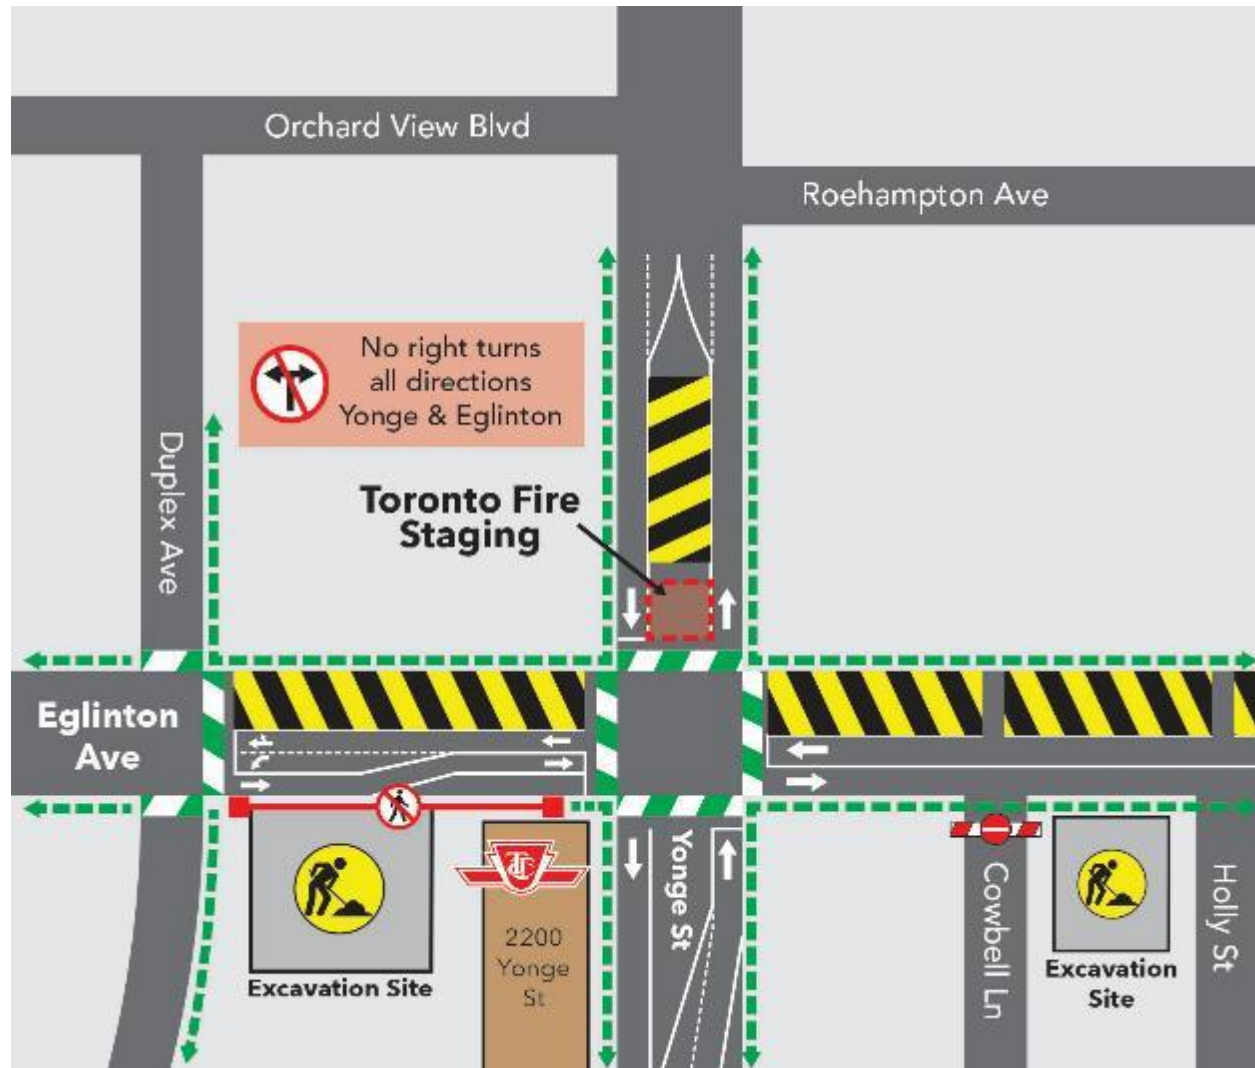 Orchard View Blvd
Roehampton Ave
No right turns
all directions
Yonge & Eglinton
Duplex Ave
Toronto Fire
Staging
Eglinton
Ave
TTC
Yonge St
2200
Yonge
St
Excavation Site
Cowbell Ln
Excavation
Site
Holly St